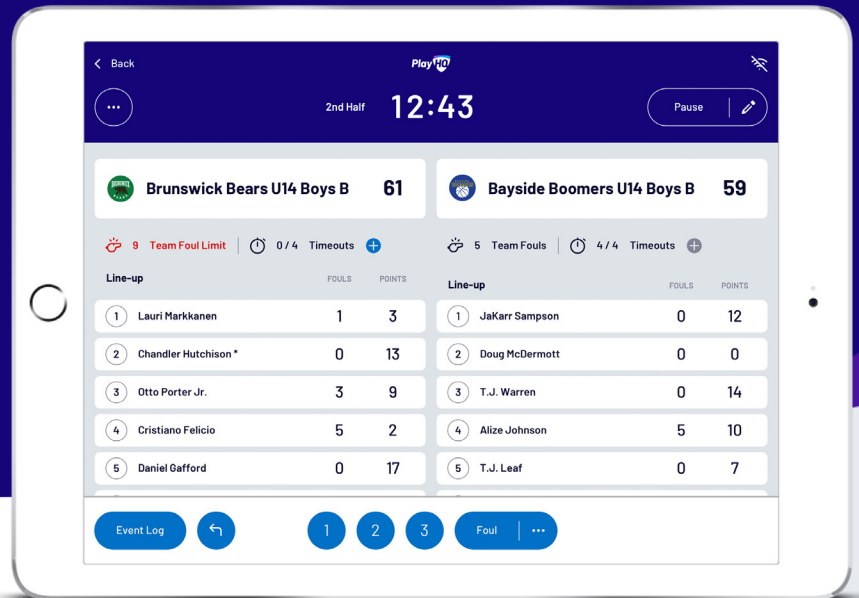 Back
PlayHQ
2nd Half 12:43
Pause
Brunswick Bears U14 Boys B 61
9 Team Foul Limit 0/4 Timeouts
Line-up FOULS POINTS
1 Lauri Markkanen 1 3
2 Chandler Hutchison * 0 13
3 Otto Porter Jr. 3 9
4 Cristiano Felicio 5 2
5 Daniel Gafford 0 17
Bayside Boomers U14 Boys B 59
5 Team Fouls 4/4 Timeouts
Line-up FOULS POINTS
1 JaKarr Sampson 0 12
2 Doug McDermott 0 0
3 T.J. Warren 0 14
4 Alize Johnson 5 10
5 T.J. Leaf 0 7
Event Log
1 2 3
Foul